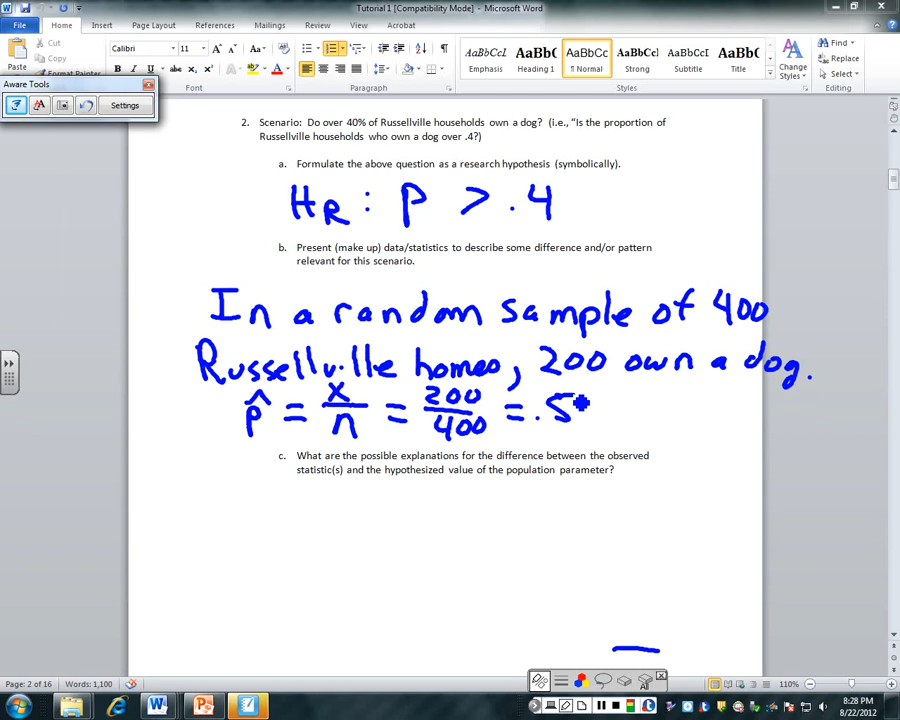 Tutorial 1 [Compatibility Mode] - Microsoft Word
File Home Insert Page Layout References Mailings Review View Acrobat
Cut
Copy
Format Painter
Paste
Calibri 11
Font
Paragraph
AaBbCcL AaBbC AaBbCc AaBbCc AaBbCc AaBbC
Emphasis Heading 1 ¶ Normal Strong Subtitle Title
Change Styles
Styles
Find
Replace
Select
Editing
Aware Tools
Settings
2. Scenario: Do over 40% of Russellville households own a dog? (i.e., "Is the proportion of
Russellville households who own a dog over .4?)
a. Formulate the above question as a research hypothesis (symbolically).
HR : P > .4
b. Present (make up) data/statistics to describe some difference and/or pattern
relevant for this scenario.
In a random sample of 400
Russellville homes, 200 own a dog.
p̂ = x/n = 200/400 = .5
c. What are the possible explanations for the difference between the observed
statistic(s) and the hypothesized value of the population parameter?
Page: 2 of 16 Words: 1,100
110%
8:28 PM
8/22/2012